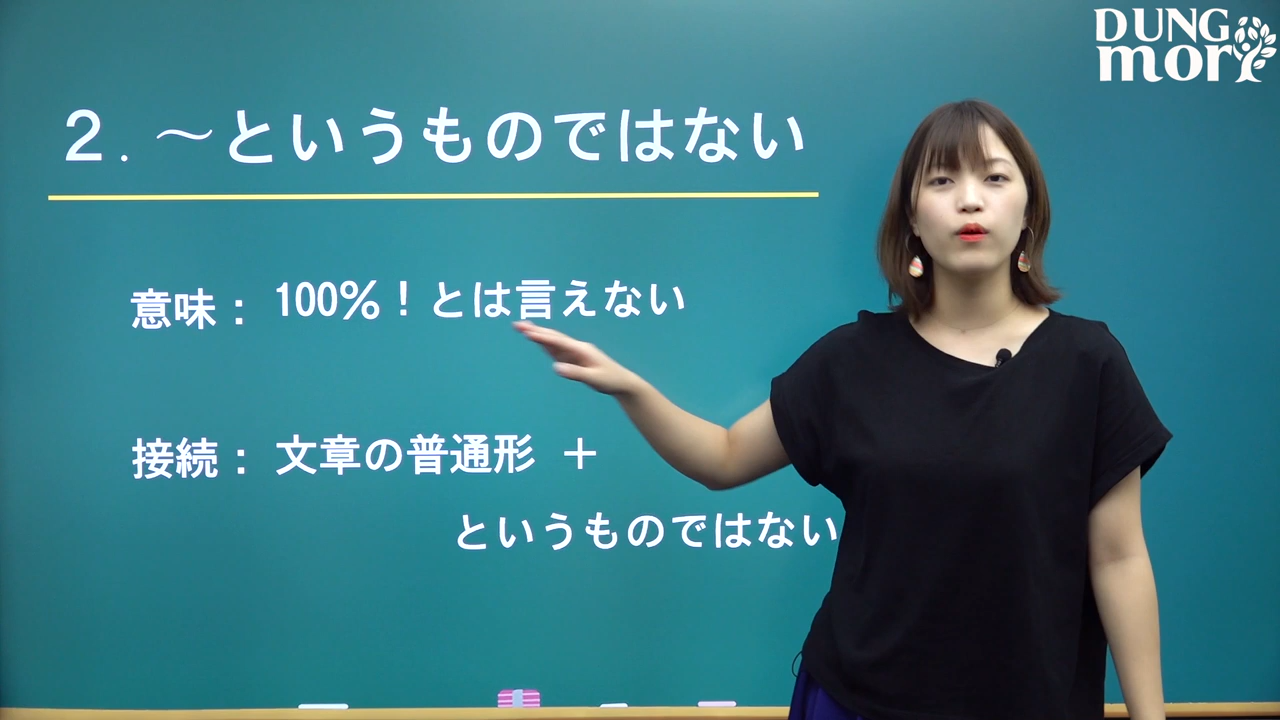 DUNG
mori
２．～というものではない
意味： 100%！とは言えない
接続： 文章の普通形 ＋
というものではない